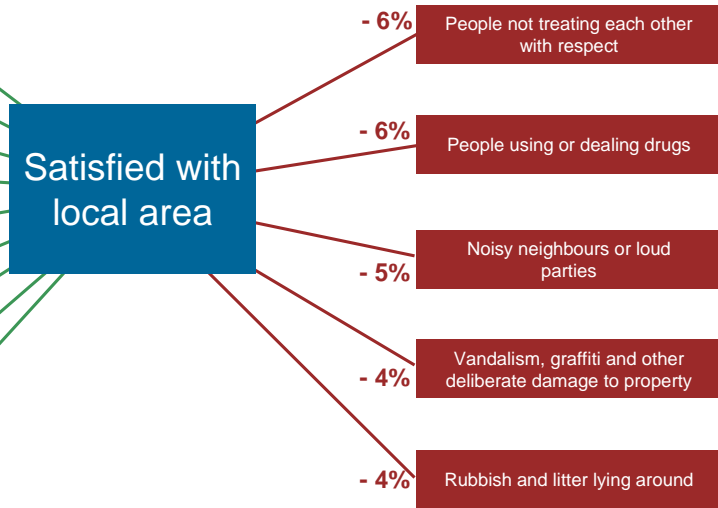 - 6%
People not treating each other
with respect
- 6%
People using or dealing drugs
Satisfied with
local area
Noisy neighbours or loud
parties
- 5%
Vandalism, graffiti and other
deliberate damage to property
- 4%
Rubbish and litter lying around
- 4%